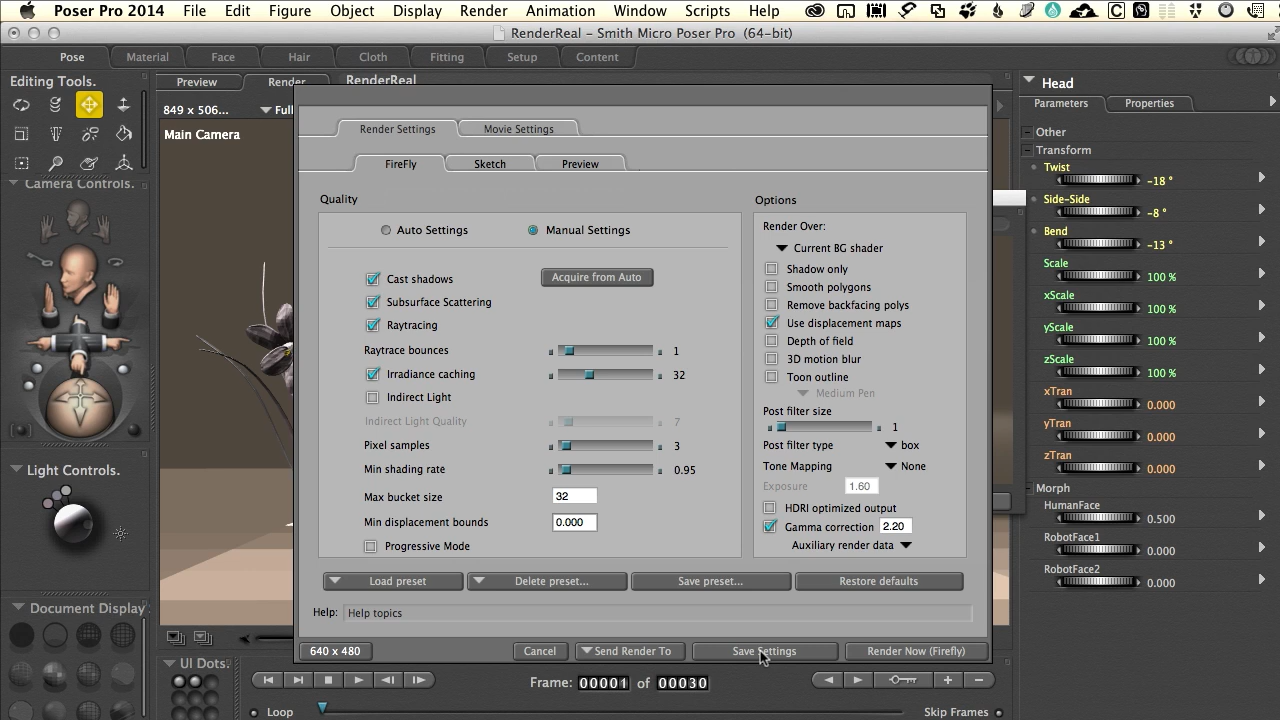 Poser Pro 2014 File Edit Figure Object Display Render Animation Window Scripts Help
RenderReal – Smith Micro Poser Pro (64-bit)
Pose Material Face Hair Cloth Fitting Setup Content
Editing Tools.
Preview Render RenderReal
849 x 506... Full
Main Camera
Camera Controls.
Light Controls.
Document Display
UI Dots.
Render Settings Movie Settings
FireFly Sketch Preview
Quality
Auto Settings Manual Settings
Cast shadows Acquire from Auto
Subsurface Scattering
Raytracing
Raytrace bounces 1
Irradiance caching 32
Indirect Light
Indirect Light Quality 7
Pixel samples 3
Min shading rate 0.95
Max bucket size 32
Min displacement bounds 0.000
Progressive Mode
Options
Render Over:
Current BG shader
Shadow only
Smooth polygons
Remove backfacing polys
Use displacement maps
Depth of field
3D motion blur
Toon outline
Medium Pen
Post filter size
1
Post filter type box
Tone Mapping None
Exposure 1.60
HDRI optimized output
Gamma correction 2.20
Auxiliary render data
Load preset Delete preset... Save preset... Restore defaults
Help: Help topics
640 x 480 Cancel Send Render To Save Settings Render Now (Firefly)
Frame: 00001 of 00030
Loop Skip Frames
Head
Parameters Properties
Other
Transform
Twist
-18 °
Side-Side
-8 °
Bend
-13 °
Scale
100 %
xScale
100 %
yScale
100 %
zScale
100 %
xTran
0.000
yTran
0.000
zTran
0.000
Morph
HumanFace
0.500
RobotFace1
0.000
RobotFace2
0.000